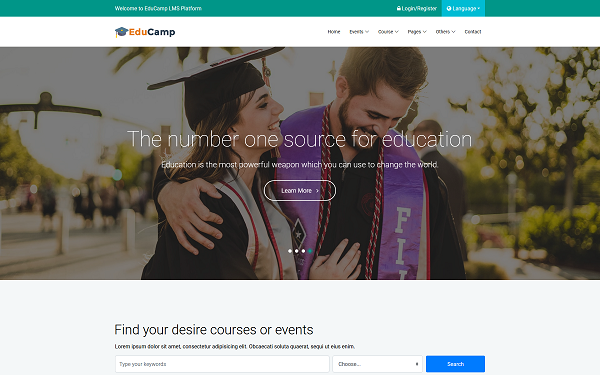 Welcome to EduCamp LMS Platform
Login/Register
Language
EduCamp
Home Events Course Pages Others Contact
The number one source for education
Education is the most powerful weapon which you can use to change the world.
Learn More
FIL
Find your desire courses or events
Lorem ipsum dolor sit amet, consectetur adipisicing elit. Obcaecati soluta quaerat, sequi ut eius enim.
Type your keywords
Choose...
Search